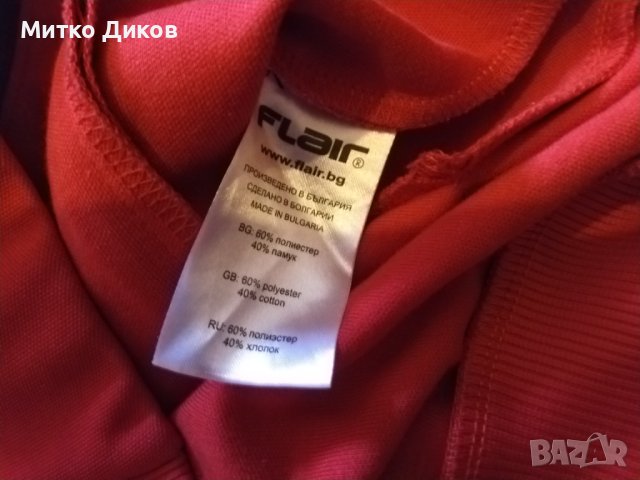 Митко Диков
FLAIR®
www.flair.bg
ПРОИЗВЕДЕНО В БЪЛГАРИЯ
СДЕЛАНО В БОЛГАРИИ
MADE IN BULGARIA
BG: 60% полиестер
40% памук
GB: 60% polyester
40% cotton
RU: 60% полиэстер
40% хлопок
BAZAR